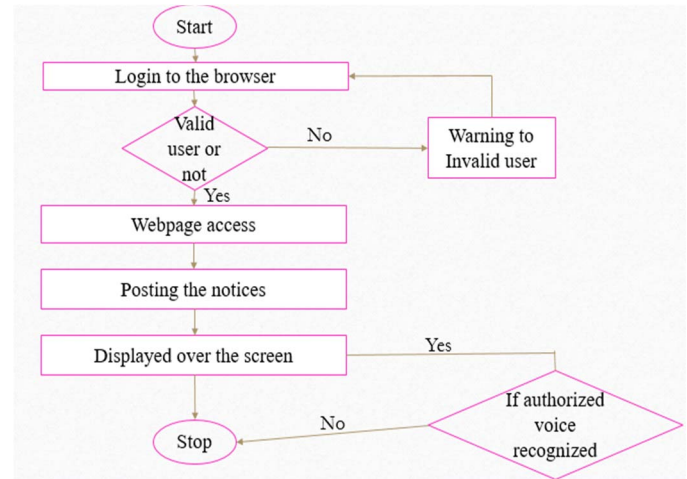 Start
Login to the browser
Valid
user or
not
No
Warning to
Invalid user
Yes
Webpage access
Posting the notices
Displayed over the screen
Yes
If authorized
voice
recognized
No
Stop